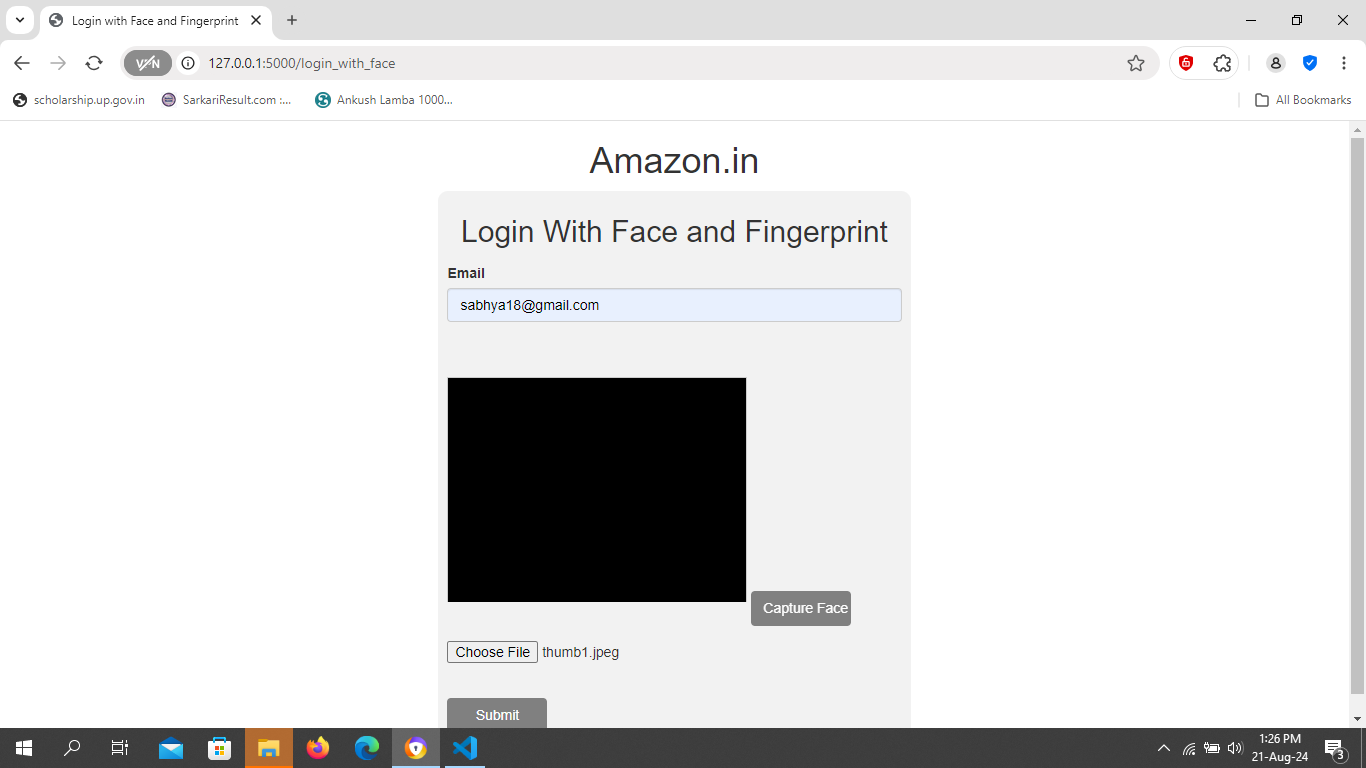 Login with Face and Fingerprint
VPN
127.0.0.1:5000/login_with_face
scholarship.up.gov.in SarkariResult.com :... Ankush Lamba 1000... All Bookmarks
Amazon.in
Login With Face and Fingerprint
Email
sabhya18@gmail.com
Capture Face
Choose File thumb1.jpeg
Submit
1:26 PM
21-Aug-24
3